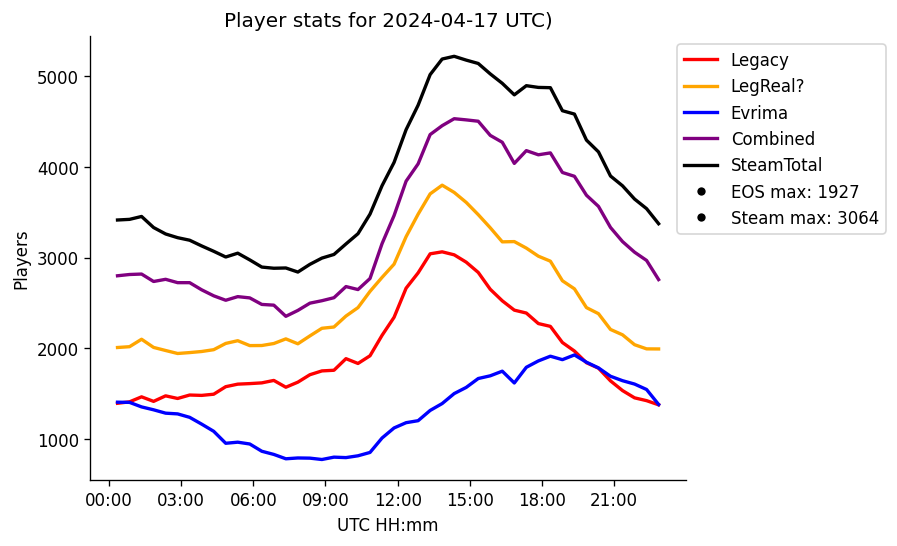 Player stats for 2024-04-17 UTC)
Legacy
LegReal?
Evrima
Combined
SteamTotal
EOS max: 1927
Steam max: 3064
Players
5000
4000
3000
2000
1000
00:00 03:00 06:00 09:00 12:00 15:00 18:00 21:00
UTC HH:mm